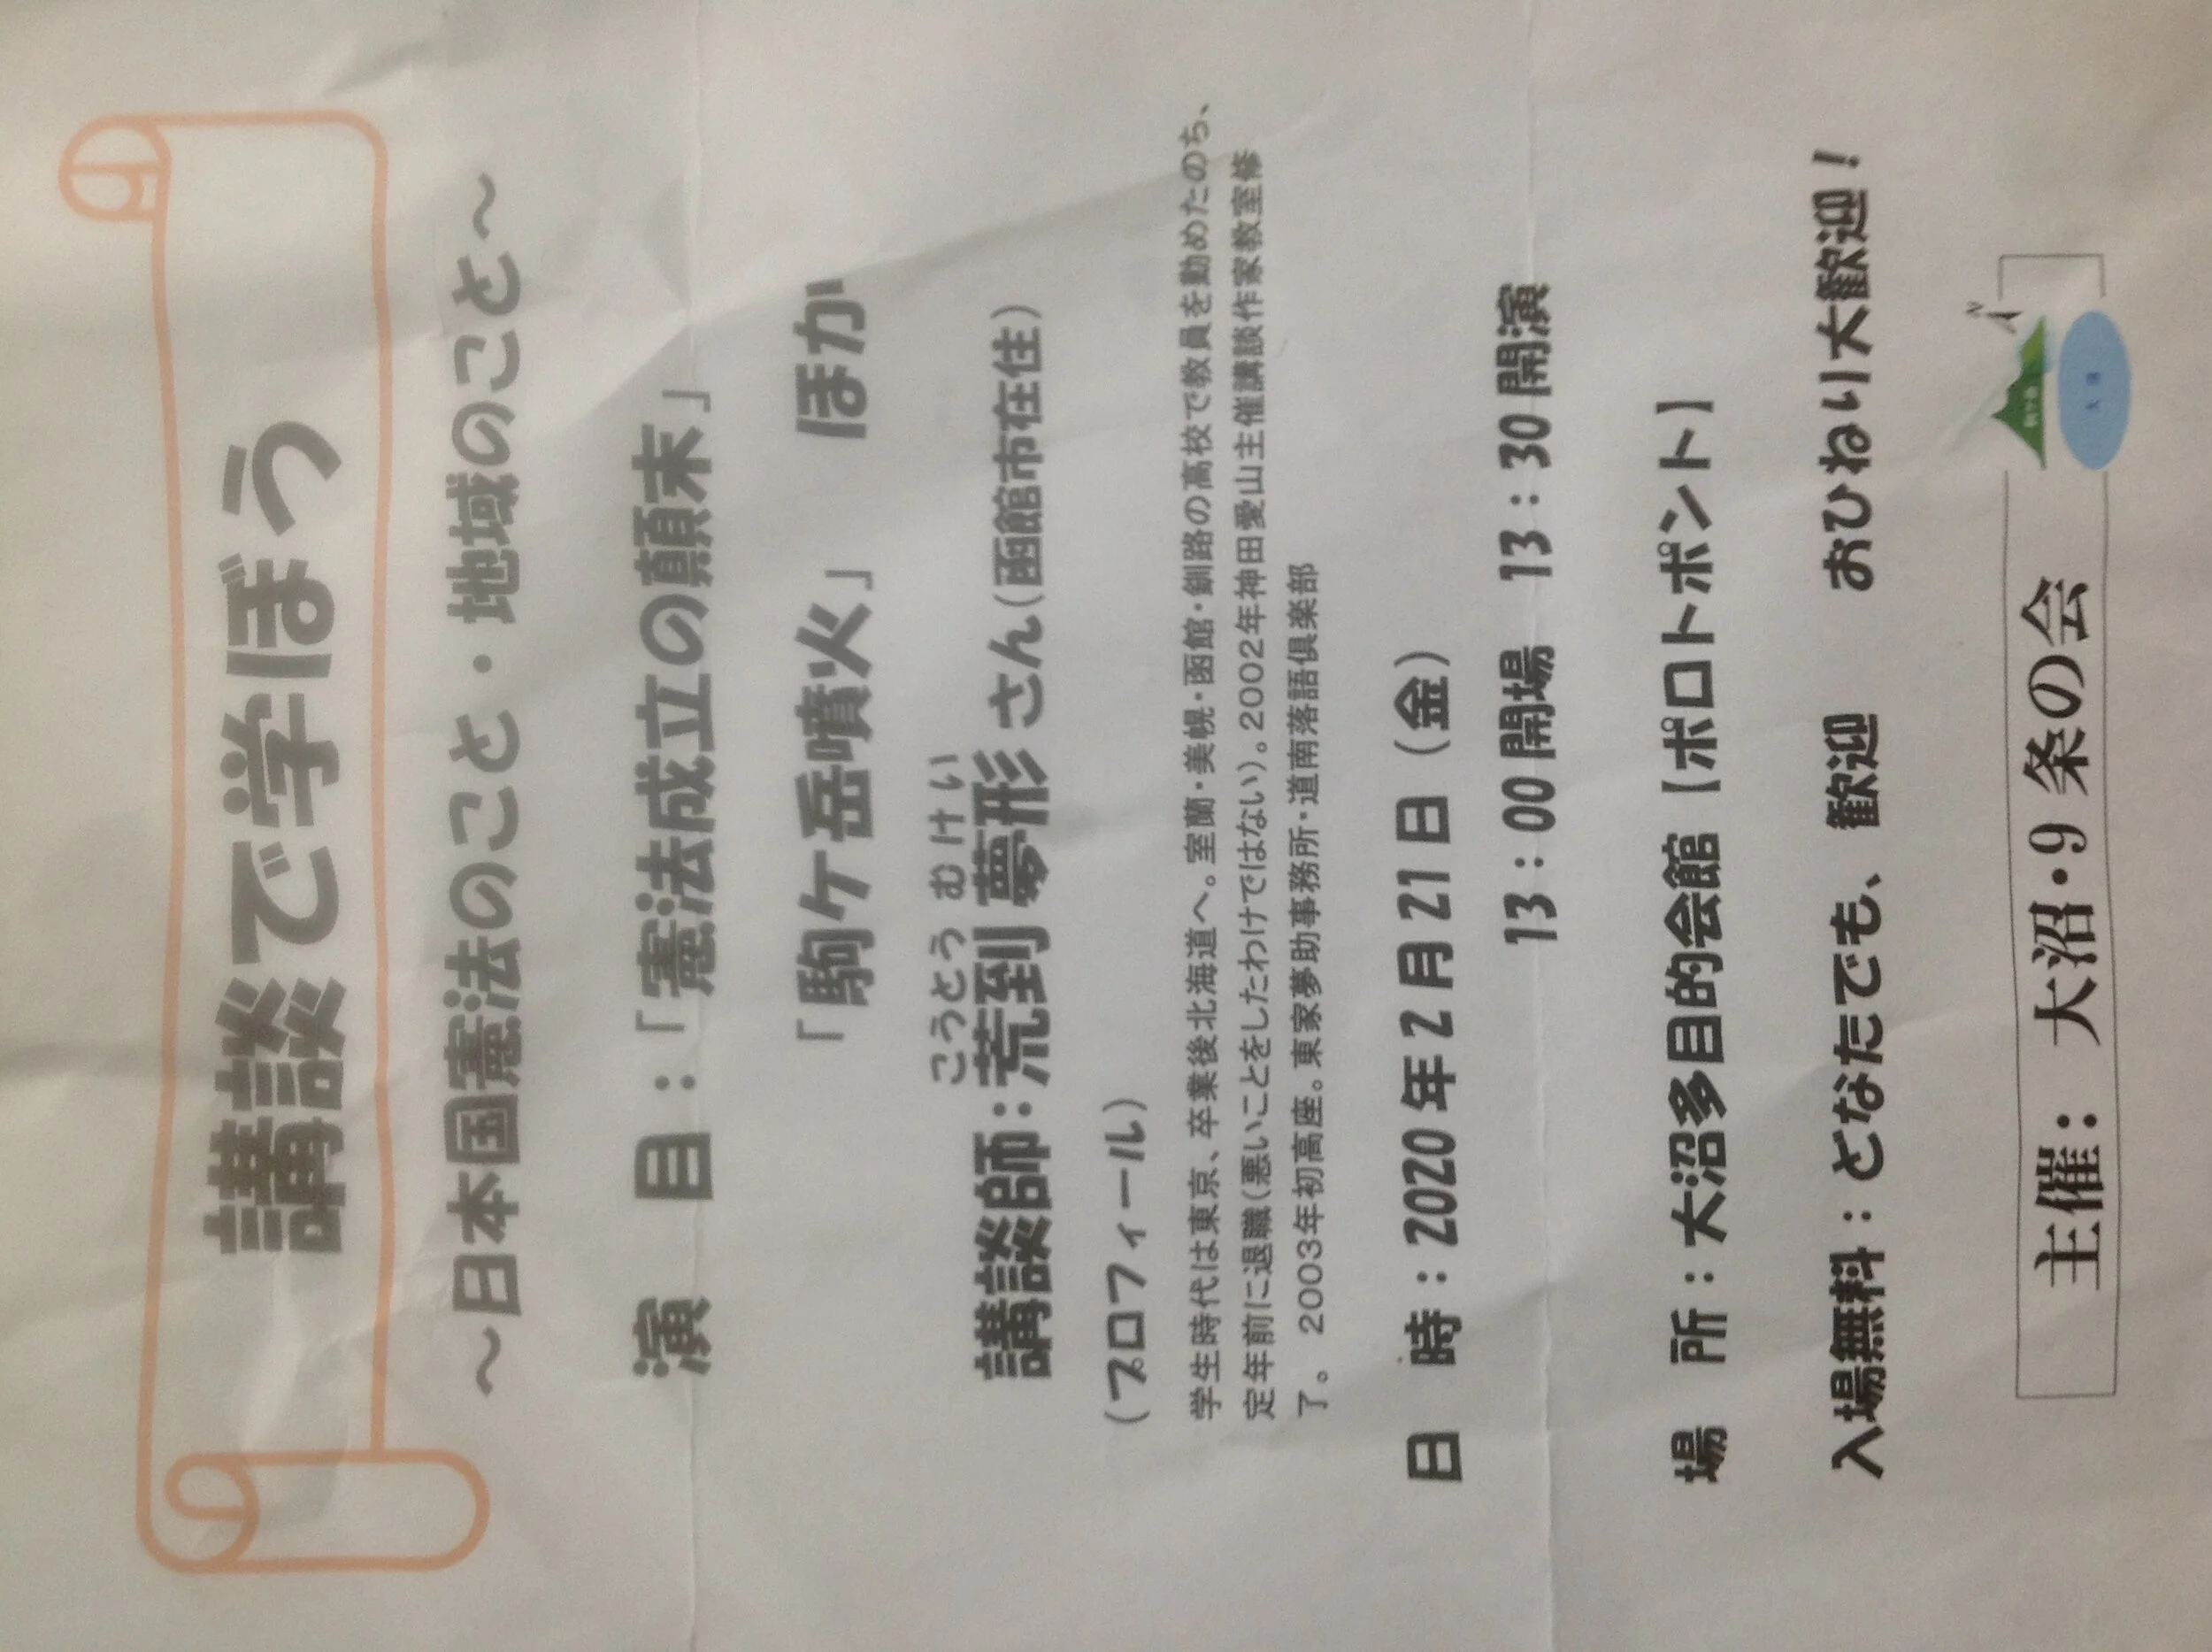 講談で学ぼう
～日本国憲法のこと・地域のこと～
演 目：「憲法成立の顛末」
「駒ケ岳噴火」 ほか
こうとう むけい
講談師：荒到 夢形 さん（函館市在住）
（プロフィール）
学生時代は東京、卒業後北海道へ。室蘭・美幌・函館・釧路の高校で教員を勤めたのち、
定年前に退職（悪いことをしたわけではない）。2002年神田愛山主催講談作家教室修
了。 2003年初高座。東家夢助事務所・道南落語倶楽部
日 時：2020年2月21日（金）
13：00開場 13：30開演
場 所：大沼多目的会館【ポロトポント】
入場無料：どなたでも、歓迎 おひねり大歓迎！
N
駒ケ岳
大沼
主催：大沼・9条の会